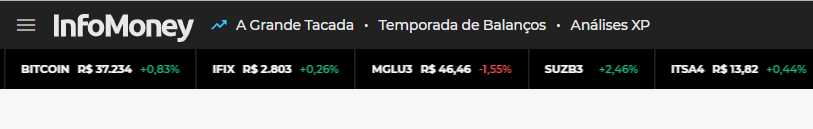 InfoMoney A Grande Tacada • Temporada de Balanços • Análises XP
BITCOIN R$ 37.234 +0,83% IFIX R$ 2.803 +0,26% MGLU3 R$ 46,46 -1,55% SUZB3 +2,46% ITSA4 R$ 13,82 +0,44%